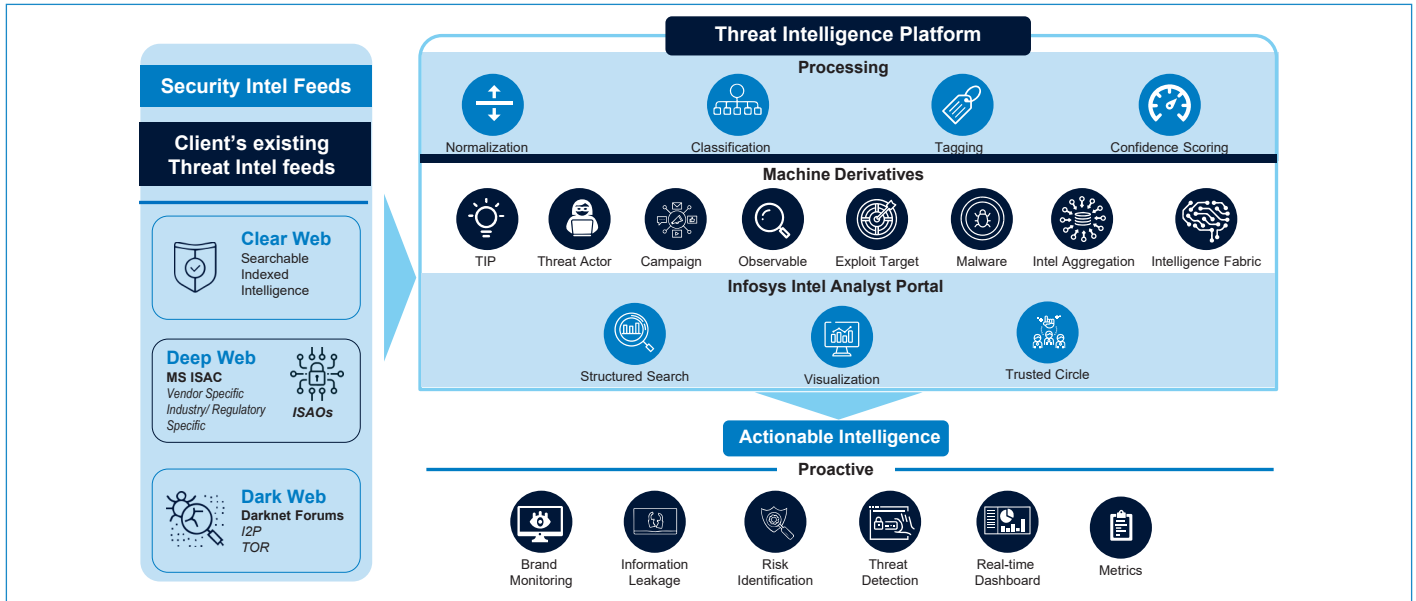 Security Intel Feeds
Client's existing
Threat Intel feeds
Clear Web
Searchable
Indexed
Intelligence
Deep Web
MS ISAC
Vendor Specific
Industry/ Regulatory
Specific
ISAOs
Dark Web
Darknet Forums
I2P
TOR
Threat Intelligence Platform
Processing
Normalization
Classification
Tagging
Confidence Scoring
Machine Derivatives
TIP
Threat Actor
Campaign
Observable
Exploit Target
Malware
Intel Aggregation
Intelligence Fabric
Infosys Intel Analyst Portal
Structured Search
Visualization
Trusted Circle
Actionable Intelligence
Proactive
Brand
Monitoring
Information
Leakage
Risk
Identification
Threat
Detection
Real-time
Dashboard
Metrics